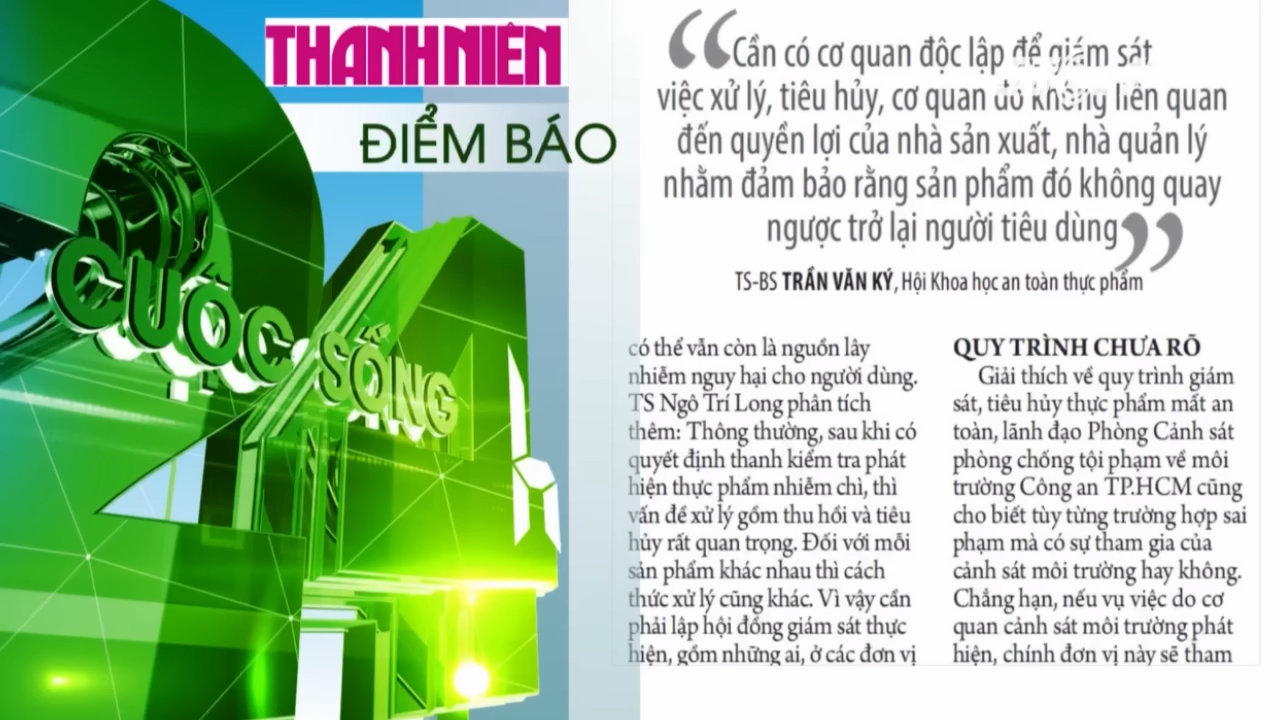 THANH NIÊN
ĐIỂM BÁO
24h
CUỘC SỐNG
“Cần có cơ quan độc lập để giám sát
việc xử lý, tiêu hủy, cơ quan đó không liên quan
đến quyền lợi của nhà sản xuất, nhà quản lý
nhằm đảm bảo rằng sản phẩm đó không quay
ngược trở lại người tiêu dùng”
TS-BS TRẦN VĂN KÝ, Hội Khoa học an toàn thực phẩm
có thể vẫn còn là nguồn lây
nhiễm nguy hại cho người dùng.
TS Ngô Trí Long phân tích
thêm: Thông thường, sau khi có
quyết định thanh kiểm tra phát
hiện thực phẩm nhiễm chì, thì
vấn đề xử lý gồm thu hồi và tiêu
hủy rất quan trọng. Đối với mỗi
sản phẩm khác nhau thì cách
thức xử lý cũng khác. Vì vậy cần
phải lập hội đồng giám sát thực
hiện, gồm những ai, ở các đơn vị
QUY TRÌNH CHƯA RÕ
Giải thích về quy trình giám
sát, tiêu hủy thực phẩm mất an
toàn, lãnh đạo Phòng Cảnh sát
phòng chống tội phạm về môi
trường Công an TP.HCM cũng
cho biết tùy từng trường hợp sai
phạm mà có sự tham gia của
cảnh sát môi trường hay không.
Chẳng hạn, nếu vụ việc do cơ
quan cảnh sát môi trường phát
hiện, chính đơn vị này sẽ tham